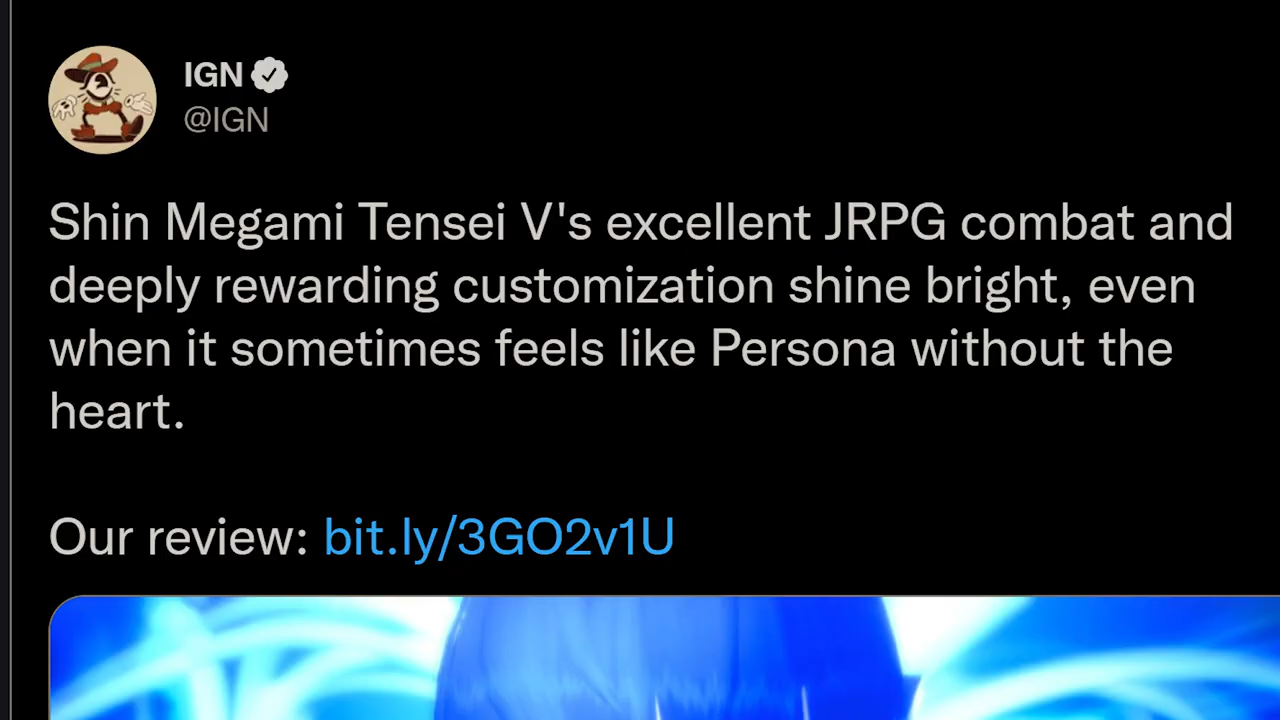 IGN
@IGN
Shin Megami Tensei V's excellent JRPG combat and
deeply rewarding customization shine bright, even
when it sometimes feels like Persona without the
heart.
Our review: bit.ly/3GO2v1U